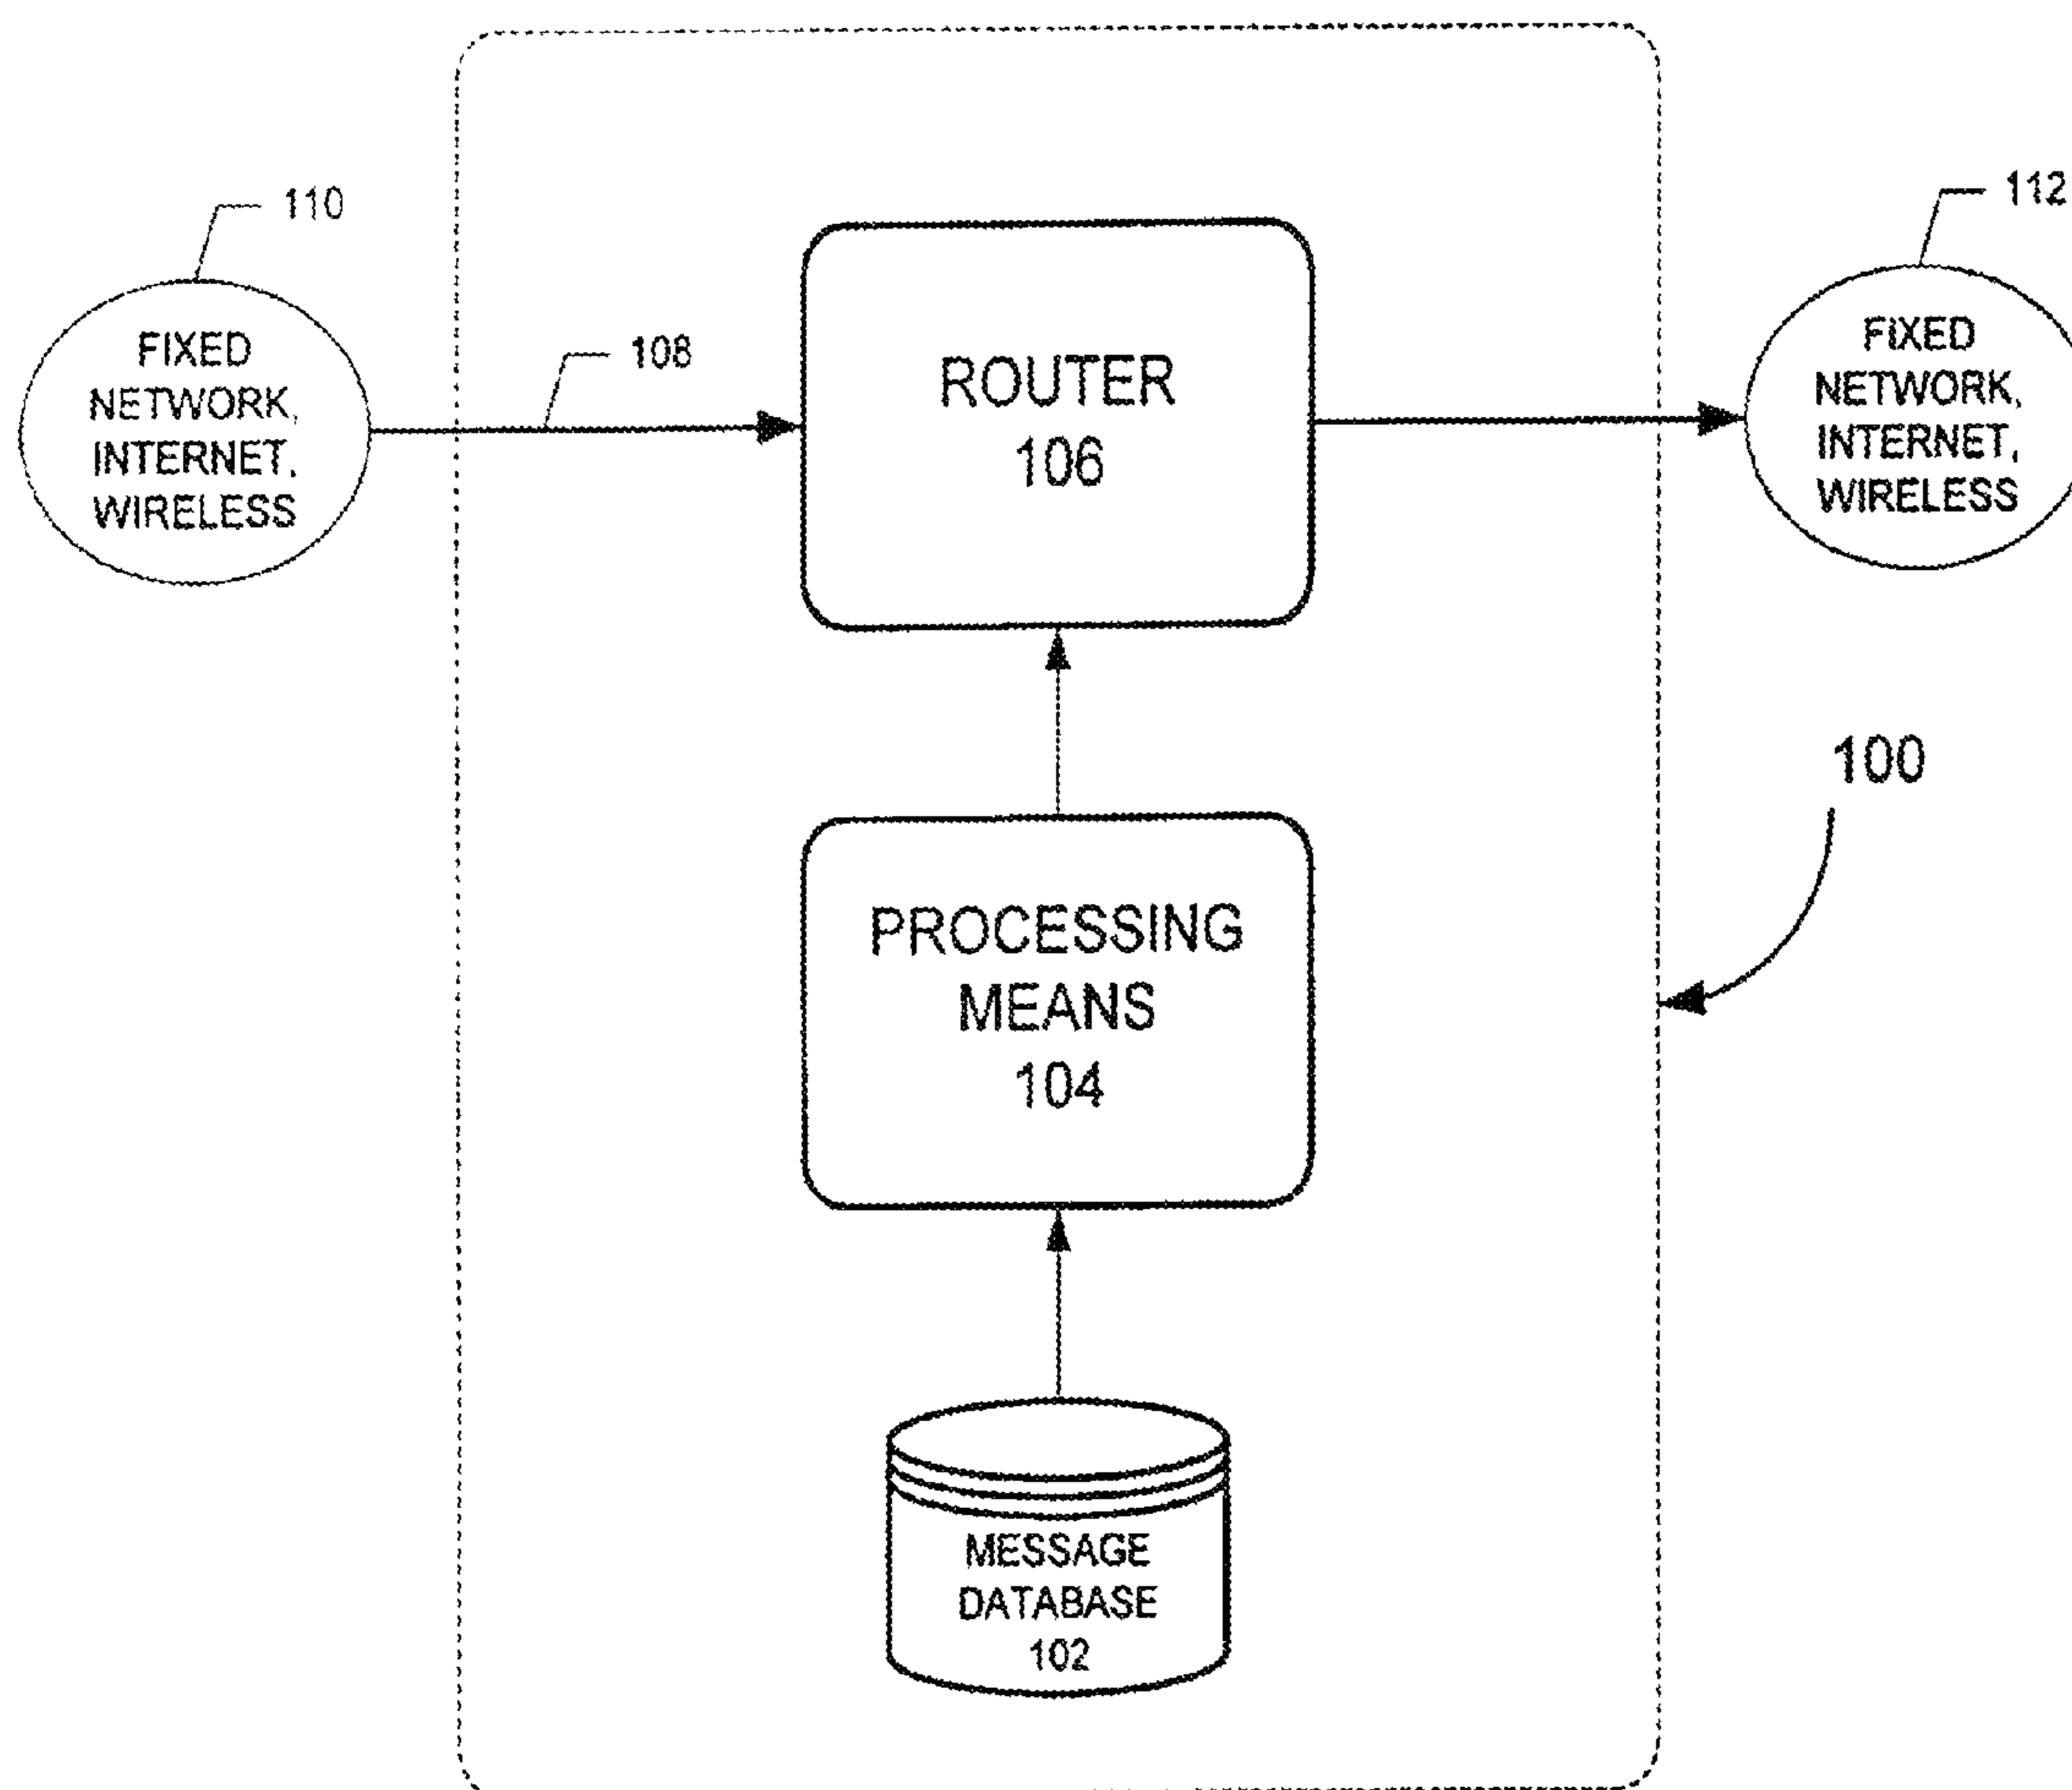 110
112
FIXED
NETWORK,
INTERNET,
WIRELESS
108
ROUTER
106
FIXED
NETWORK,
INTERNET,
WIRELESS
100
PROCESSING
MEANS
104
MESSAGE
DATABASE
102